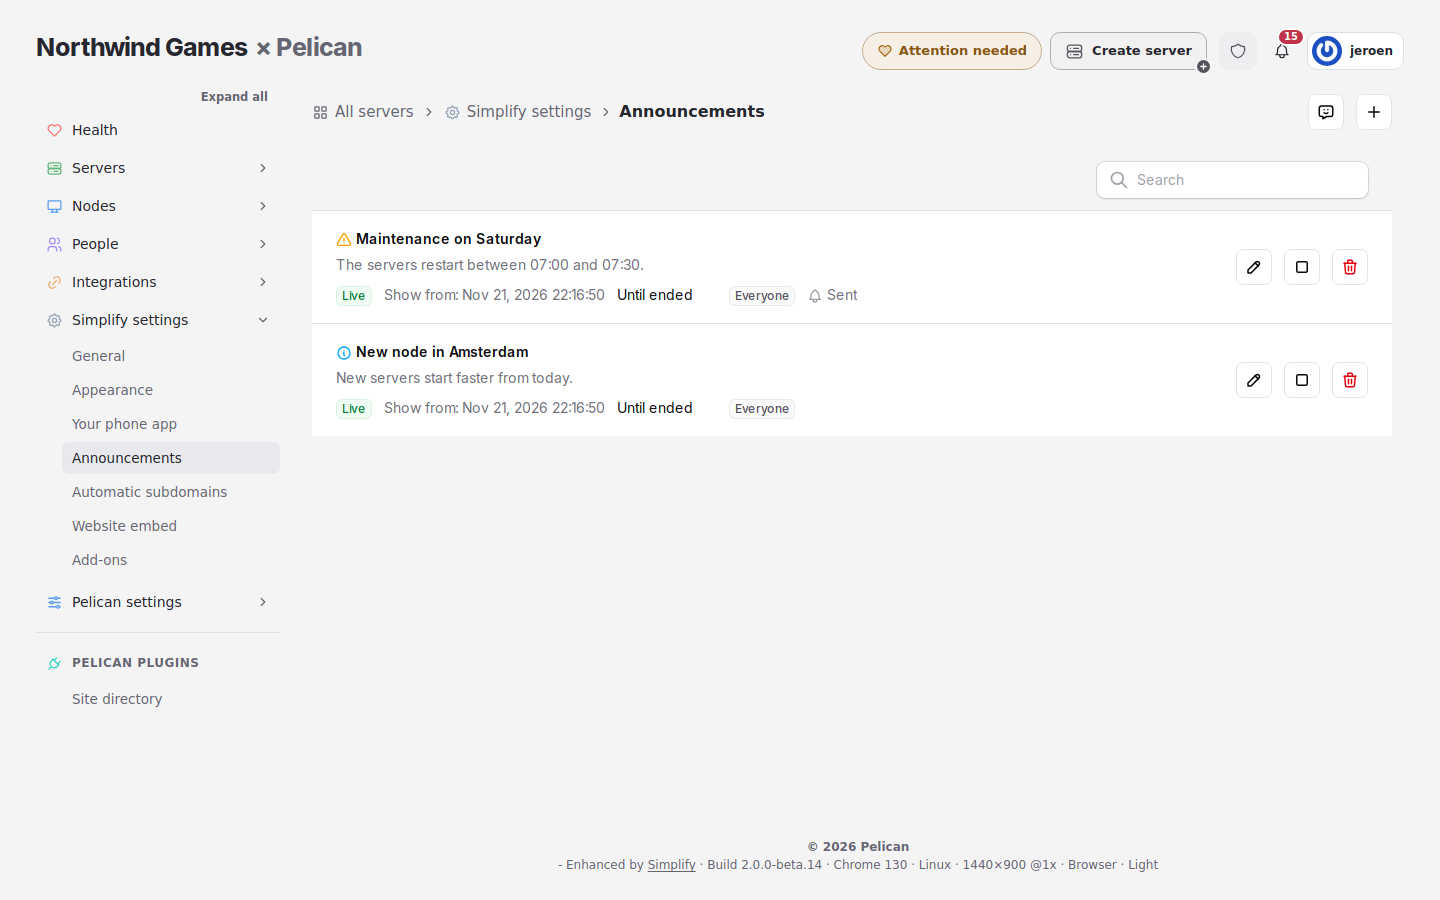 Northwind Games × Pelican
Attention needed
Create server
15
jeroen
Expand all
Health
Servers
Nodes
People
Integrations
Simplify settings
General
Appearance
Your phone app
Announcements
Automatic subdomains
Website embed
Add-ons
Pelican settings
PELICAN PLUGINS
Site directory
All servers > Simplify settings > Announcements
Search
Maintenance on Saturday
The servers restart between 07:00 and 07:30.
Live Show from: Nov 21, 2026 22:16:50 Until ended Everyone Sent
New node in Amsterdam
New servers start faster from today.
Live Show from: Nov 21, 2026 22:16:50 Until ended Everyone
© 2026 Pelican
- Enhanced by Simplify · Build 2.0.0-beta.14 · Chrome 130 · Linux · 1440×900 @1x · Browser · Light